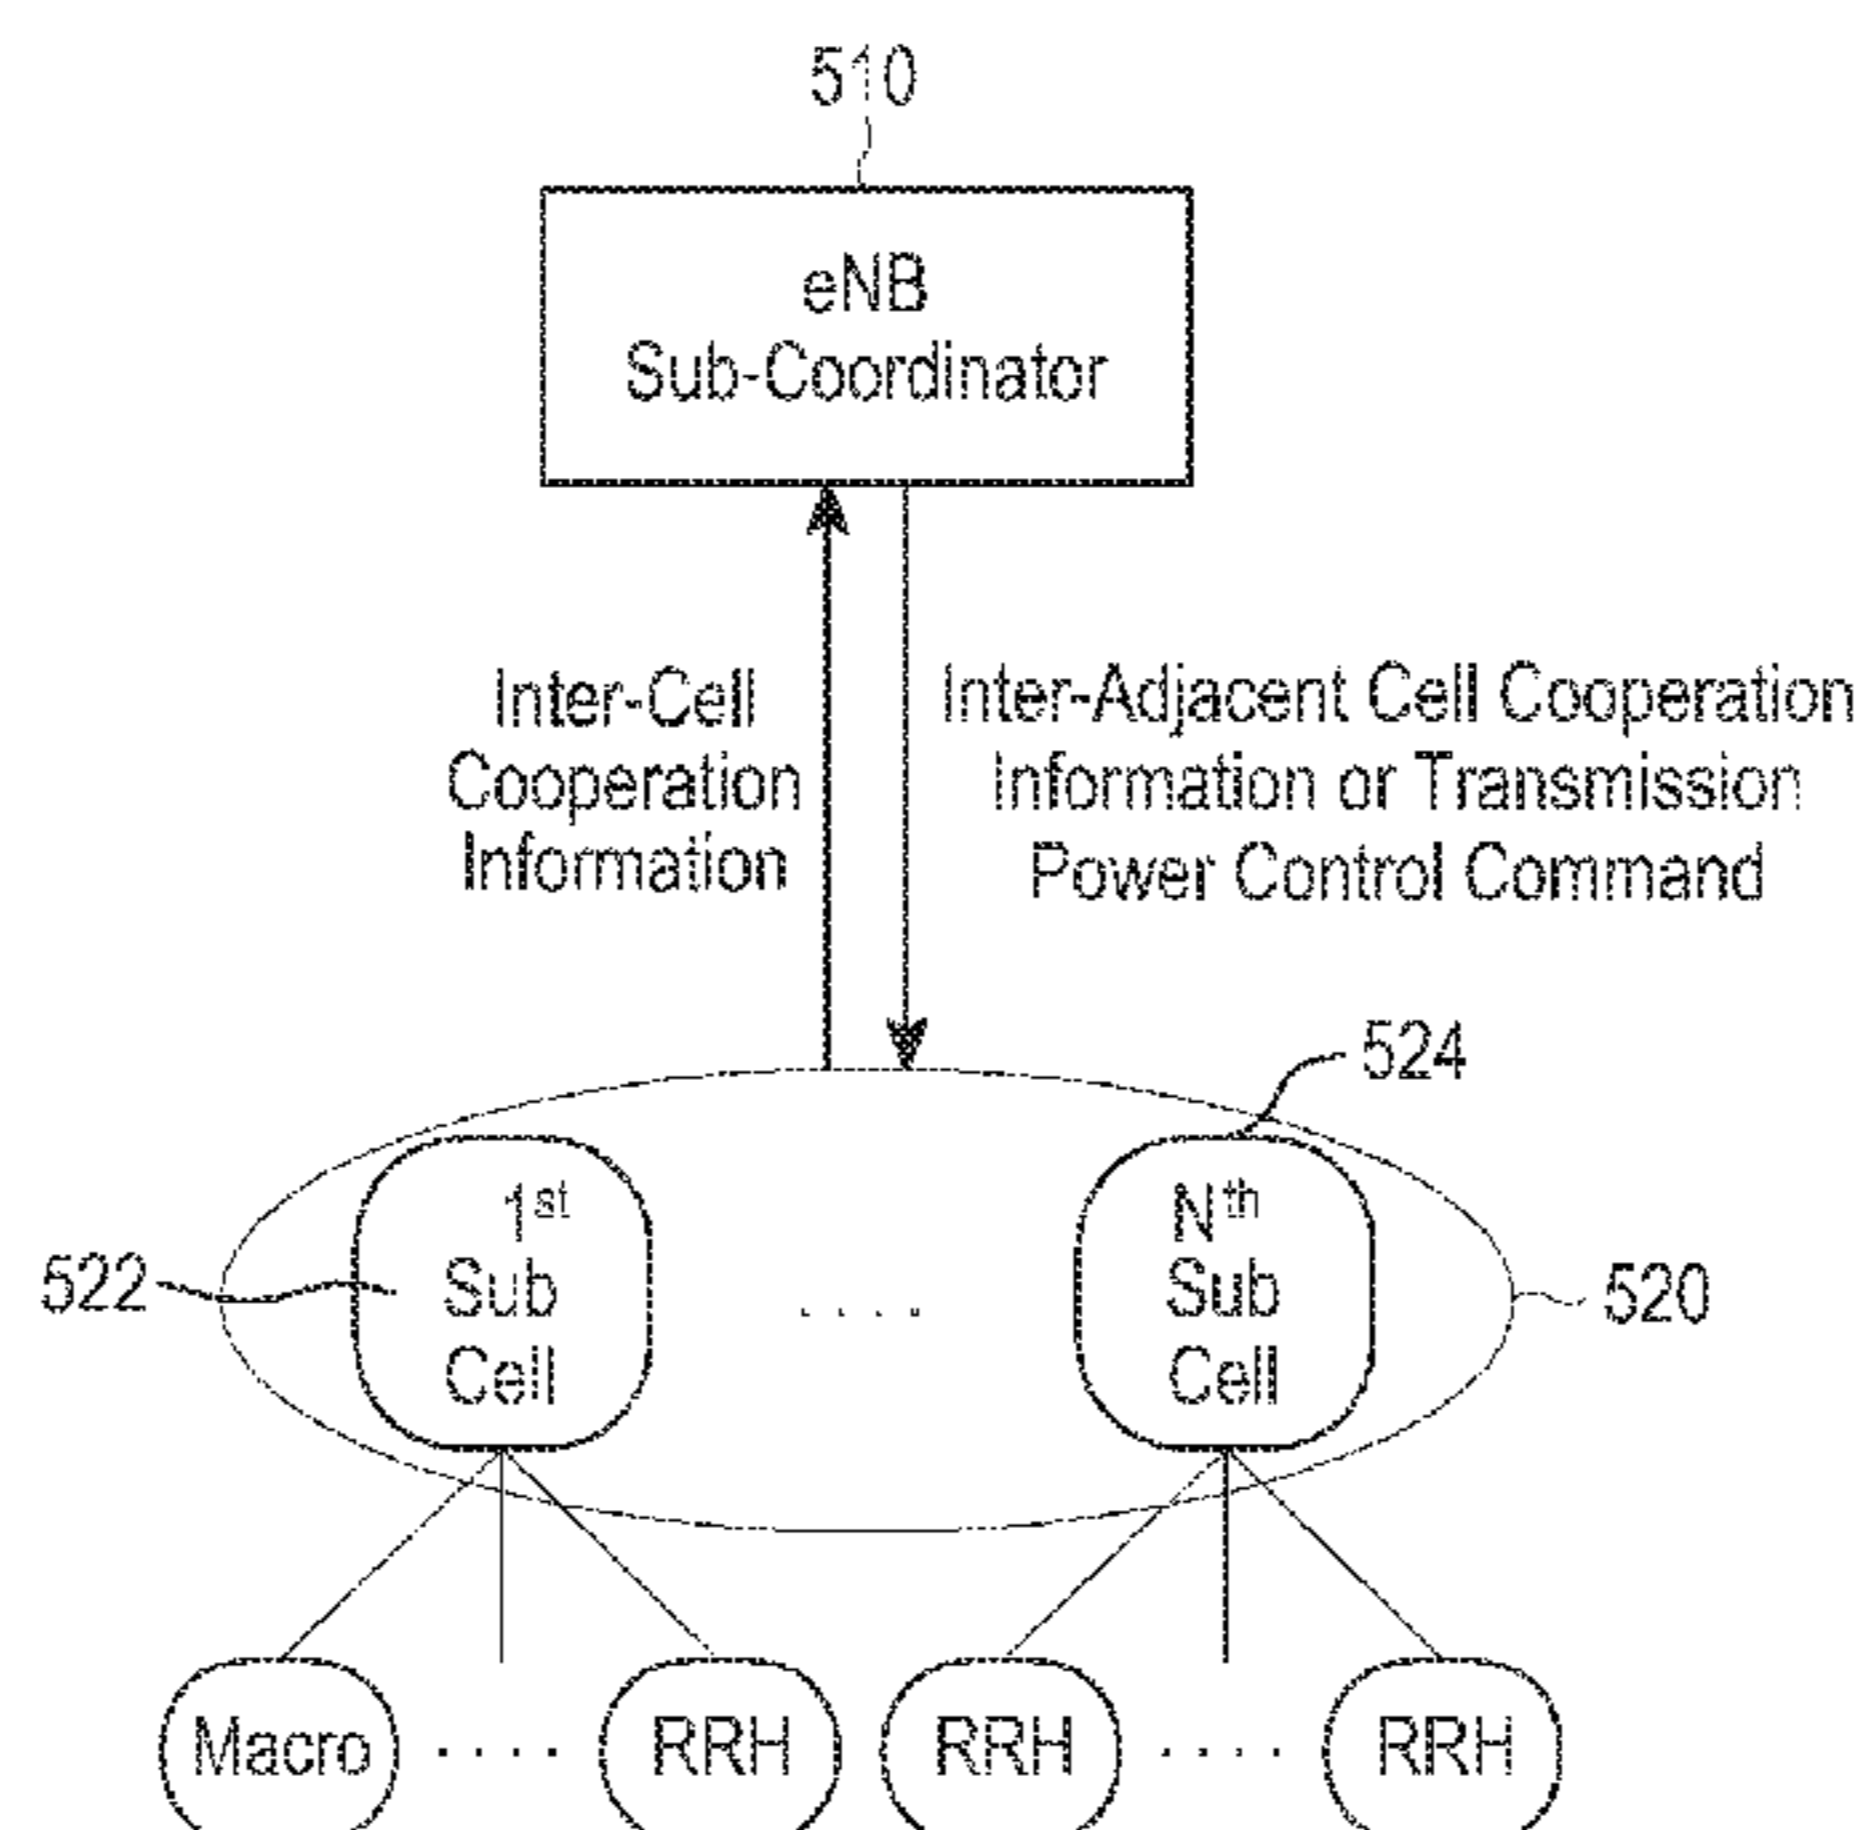 510
eNB
Sub-Coordinator
Inter-Cell
Cooperation
Information
Inter-Adjacent Cell Cooperation
Information or Transmission
Power Control Command
524
1st
Sub
Cell
Nth
Sub
Cell
522
520
Macro
RRH
RRH
RRH